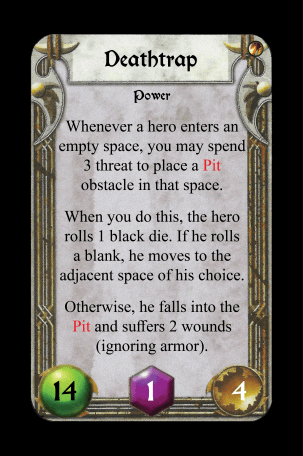 Deathtrap
Power
Whenever a hero enters an
empty space, you may spend
3 threat to place a Pit
obstacle in that space.
When you do this, the hero
rolls 1 black die. If he rolls
a blank, he moves to the
adjacent space of his choice.
Otherwise, he falls into the
Pit and suffers 2 wounds
(ignoring armor).
14
1
4